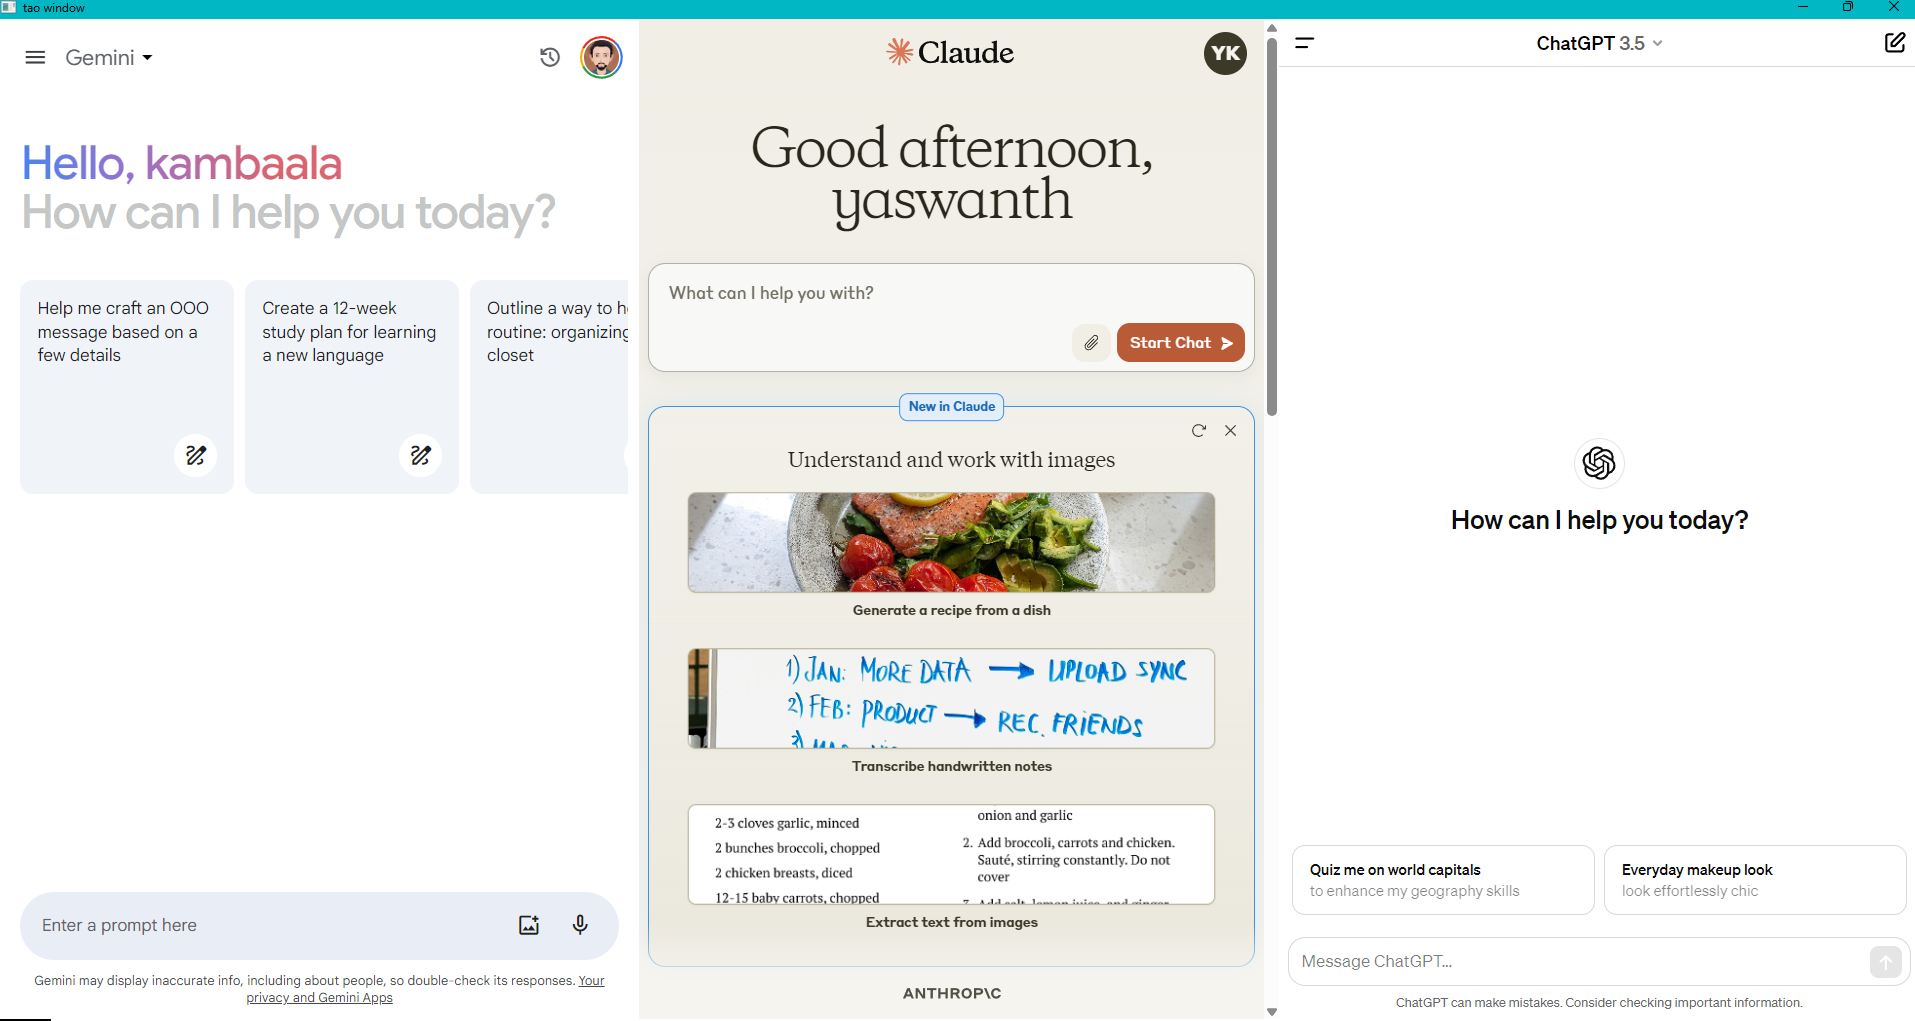 tao window
Gemini
Hello, kambaala
How can I help you today?
Help me craft an OOO
message based on a
few details
Create a 12-week
study plan for learning
a new language
Outline a way to
routine: organizing
closet
Enter a prompt here
Gemini may display inaccurate info, including about people, so double-check its responses. Your
privacy and Gemini Apps
Claude
YK
Good afternoon,
yaswanth
What can I help you with?
Start Chat
New in Claude
Understand and work with images
Generate a recipe from a dish
1) JAN: MORE DATA → UPLOAD SYNC
2) FEB: PRODUCT → REC. FRIENDS
3)
Transcribe handwritten notes
2-3 cloves garlic, minced
2 bunches broccoli, chopped
2 chicken breasts, diced
12-15 baby carrots, chopped
onion and garlic
2. Add broccoli, carrots and chicken.
Sauté, stirring constantly. Do not
cover
3. Add salt, lemon juice, and ginger
Extract text from images
ANTHROP\C
ChatGPT 3.5
How can I help you today?
Quiz me on world capitals
to enhance my geography skills
Everyday makeup look
look effortlessly chic
Message ChatGPT...
ChatGPT can make mistakes. Consider checking important information.